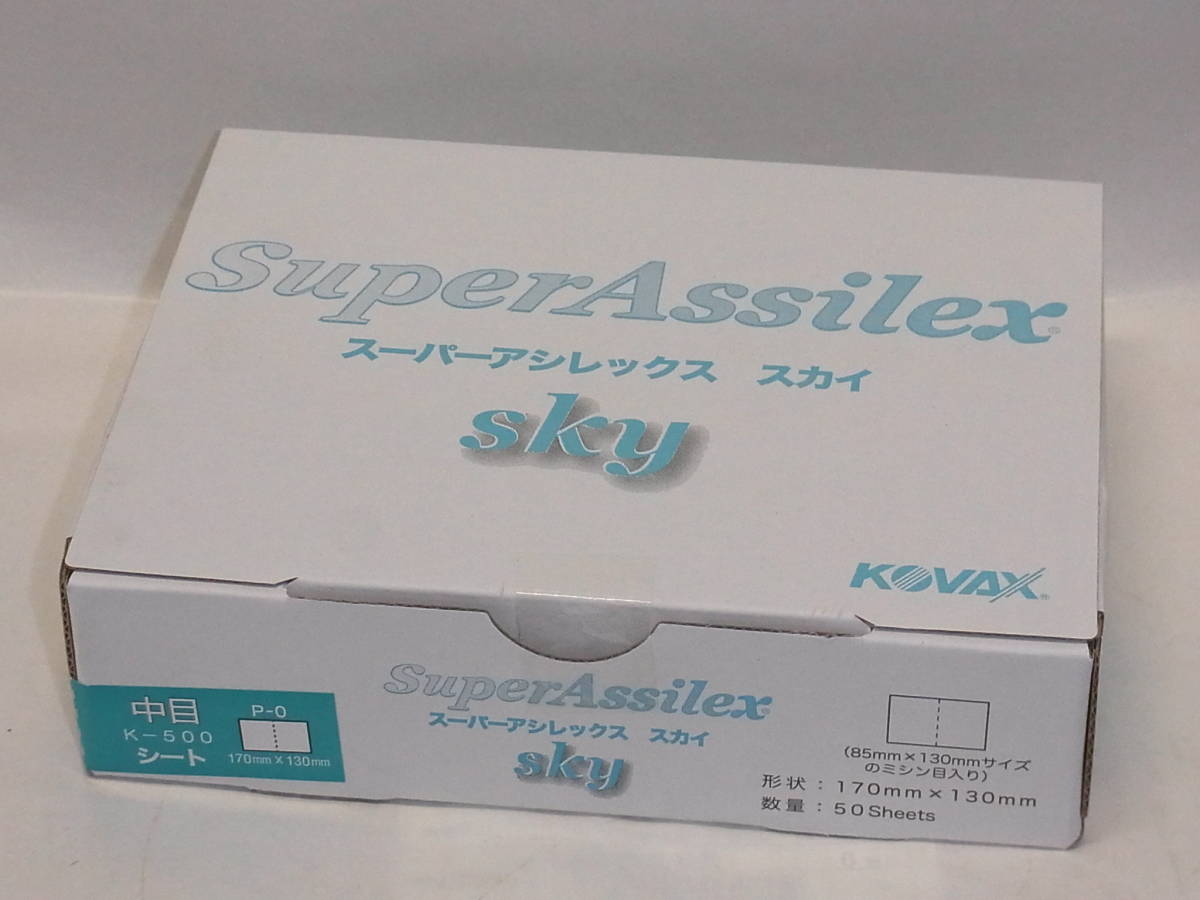 SuperAssilex®
スーパーアシレックス スカイ
sky
KOVAX®
中目
K-500
シート
P-0
170mm×130mm
SuperAssilex®
スーパーアシレックス スカイ
sky
(85mm×130mmサイズ
のミシン目入り)
形状：170mm×130mm
数量：50Sheets